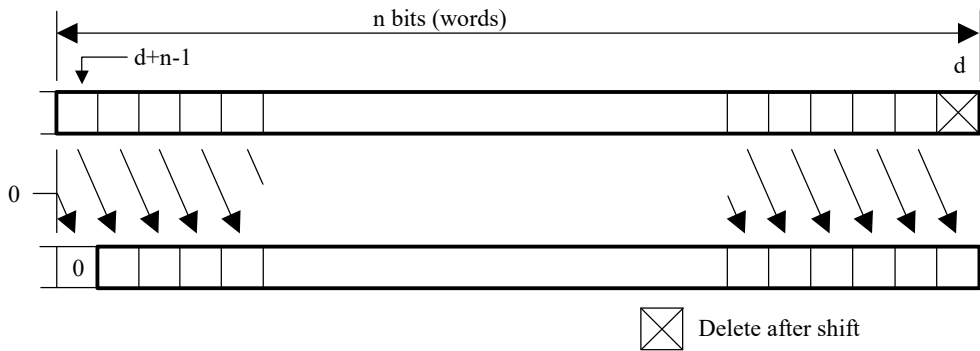 n bits (words)
d+n-1
d
0
0
Delete after shift